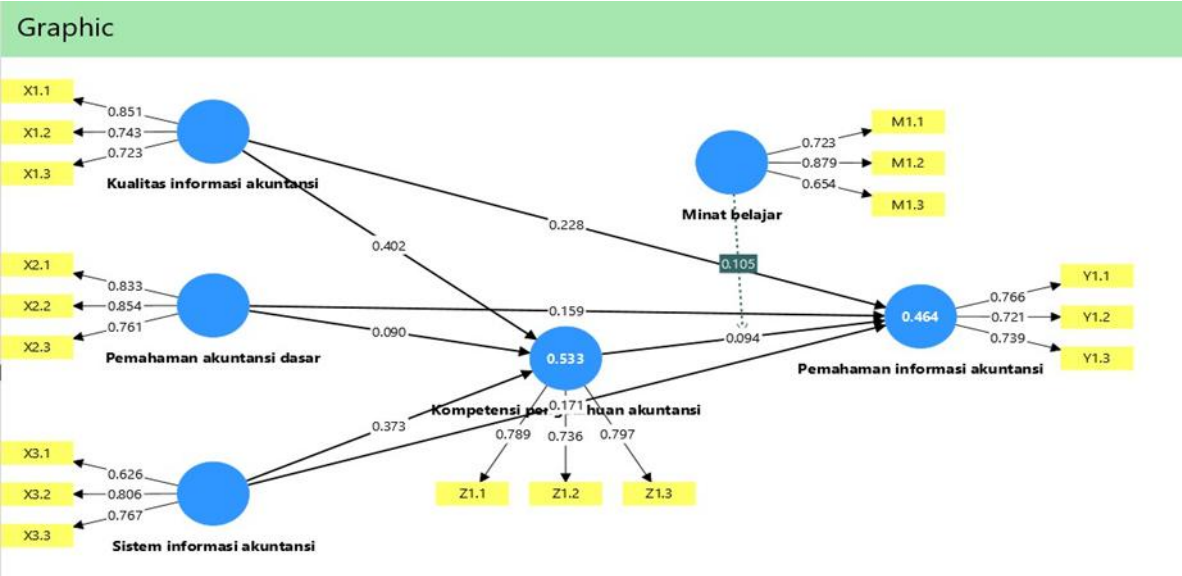 Graphic
X1.1
0.851
X1.2
0.743
0.723
X1.3
Kualitas informasi akuntansi
M1.1
0.723
0.879
M1.2
0.654
M1.3
Minat belajar
0.228
0.402
0.105
X2.1
0.833
X2.2
0.854
0.761
X2.3
Pemahaman akuntansi dasar
0.159
0.090
0.094
Y1.1
0.766
0.464
0.721
Y1.2
0.739
Y1.3
Pemahaman informasi akuntansi
0.533
Kompetensi akuntansi
0.171
0.373
0.789
0.736
0.797
Z1.1
Z1.2
Z1.3
X3.1
0.626
X3.2
0.806
0.767
X3.3
Sistem informasi akuntansi